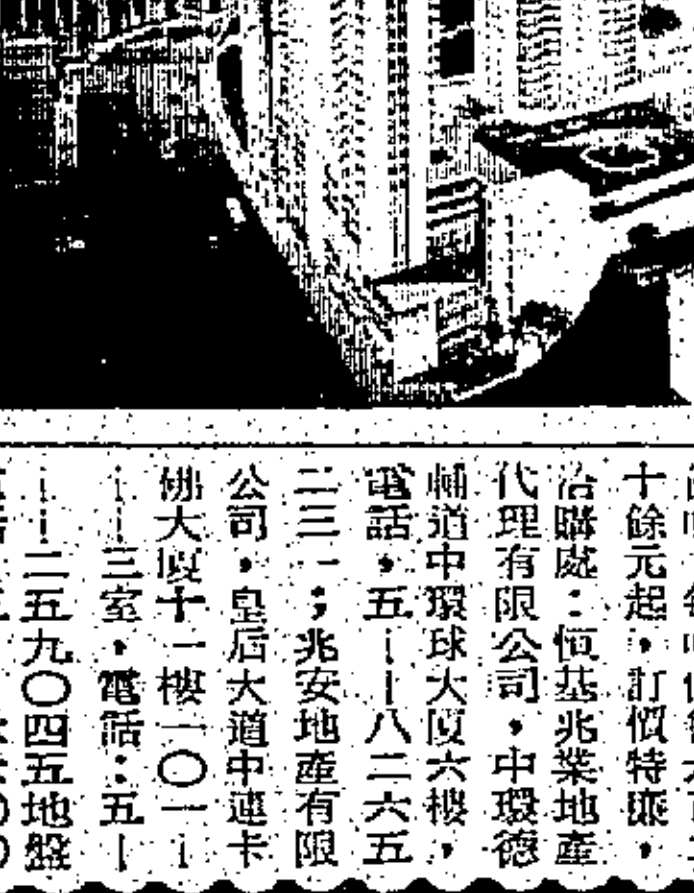 十餘元起，訂價特廉，
洽購處：恒基兆業地產
代理有限公司，中環德
輔道中環球大厦六樓，
電話，五——八二六五
二三一；兆安地產有限
公司，皇后大道中連卡
佛大厦十一樓一〇一—
—三室，電話：五—
——二五九〇四五地盤